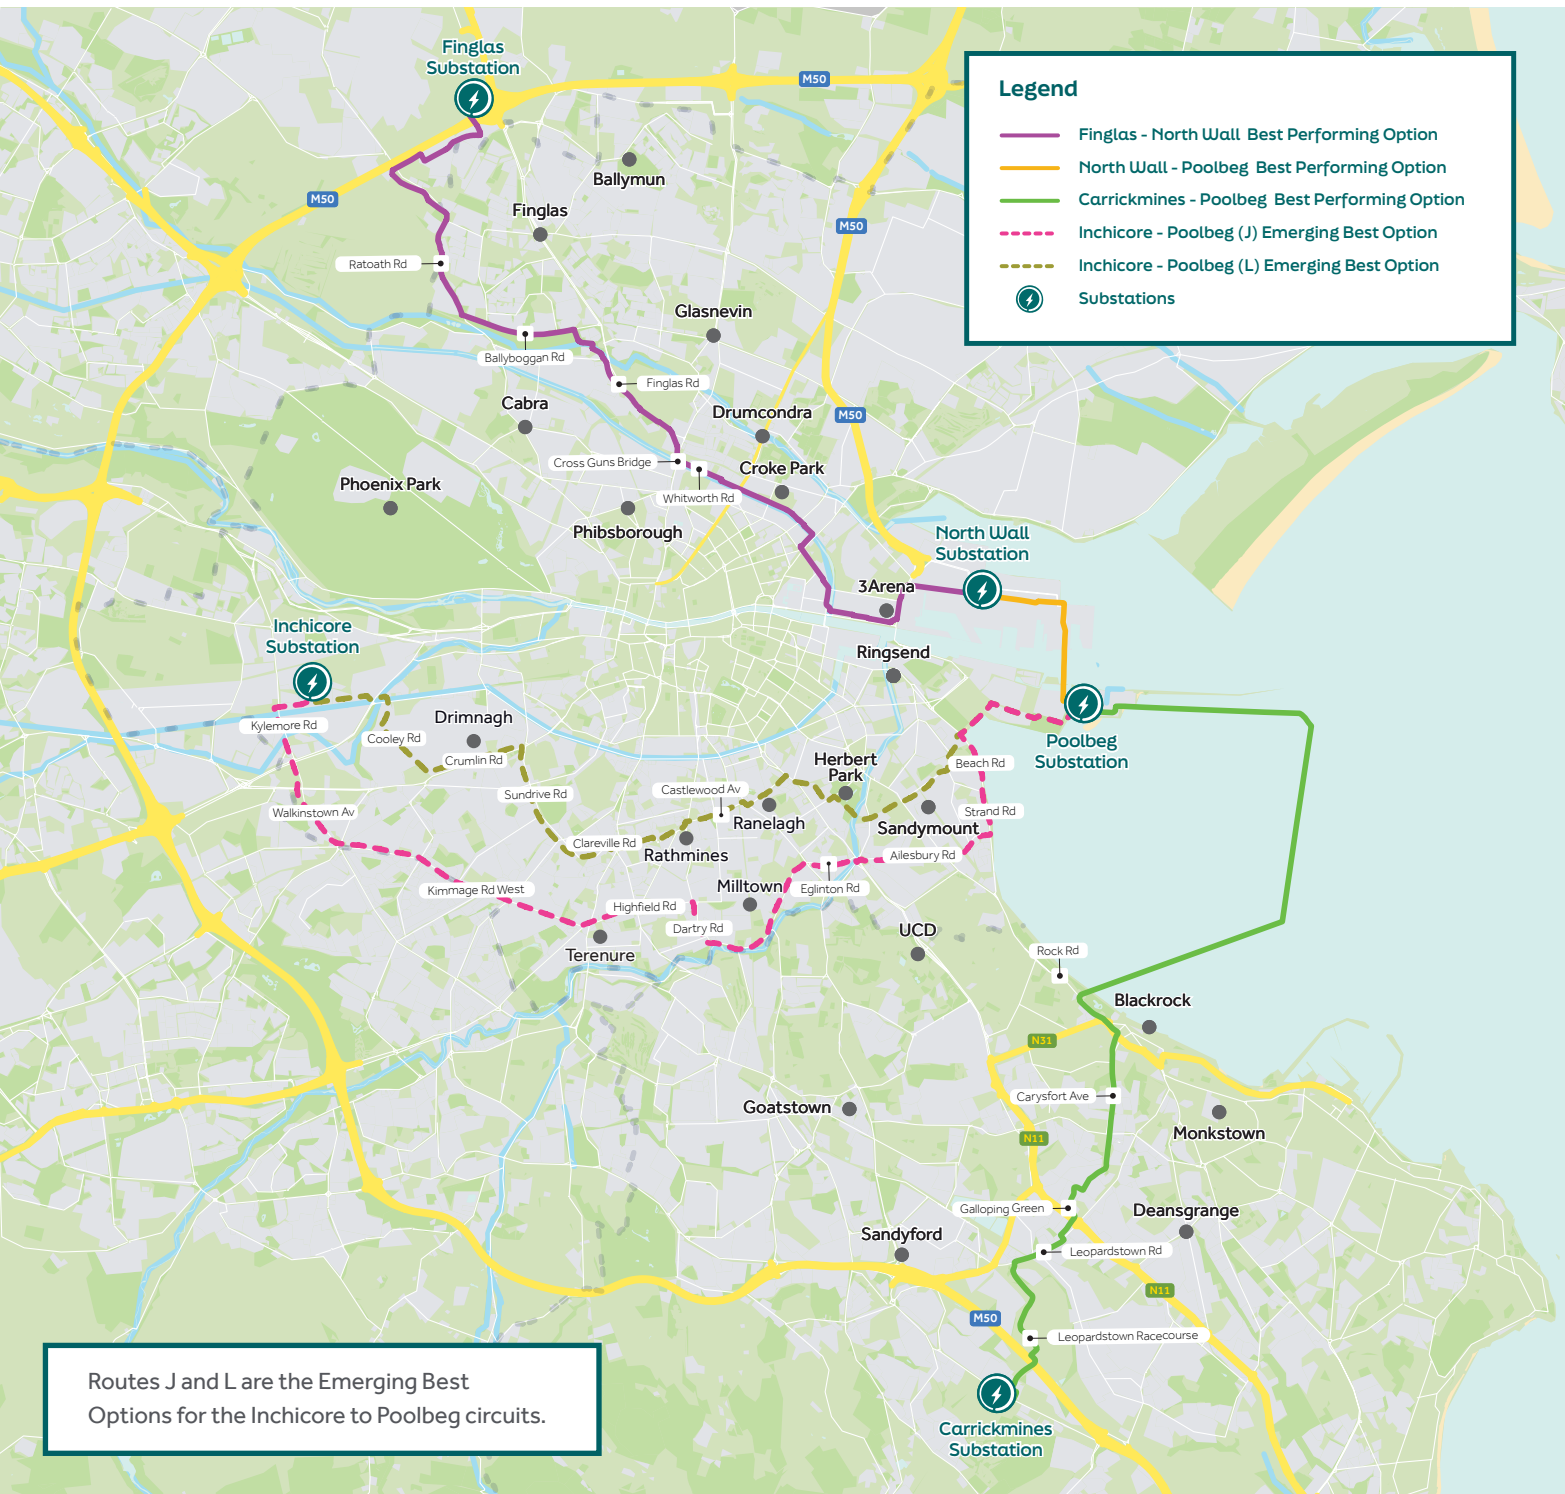 Finglas
Substation
M50
Legend
Finglas - North Wall Best Performing Option
North Wall - Poolbeg Best Performing Option
Carrickmines - Poolbeg Best Performing Option
Inchicore - Poolbeg (J) Emerging Best Option
Inchicore - Poolbeg (L) Emerging Best Option
Substations
Ballymun
M50
Finglas
M50
Ratoath Rd
Glasnevin
Ballyboggan Rd
Finglas Rd
Cabra
Drumcondra
M50
Cross Guns Bridge
Croke Park
Whitworth Rd
Phoenix Park
Phibsborough
North Wall
Substation
3Arena
Inchicore
Substation
Ringsend
Kylemore Rd
Drimnagh
Cooley Rd
Crumlin Rd
Poolbeg
Substation
Herbert
Park
Beach Rd
Sundrive Rd
Castlewood Av
Walkinstown Av
Strand Rd
Ranelagh
Sandymount
Clareville Rd
Rathmines
Ailesbury Rd
Kimmage Rd West
Milltown
Eglinton Rd
Highfield Rd
Dartry Rd
UCD
Terenure
Rock Rd
Blackrock
N31
Carysfort Ave
Goatstown
Monkstown
N11
Galloping Green
Deansgrange
Sandyford
Leopardstown Rd
N11
M50
Leopardstown Racecourse
Carrickmines
Substation
Routes J and L are the Emerging Best
Options for the Inchicore to Poolbeg circuits.